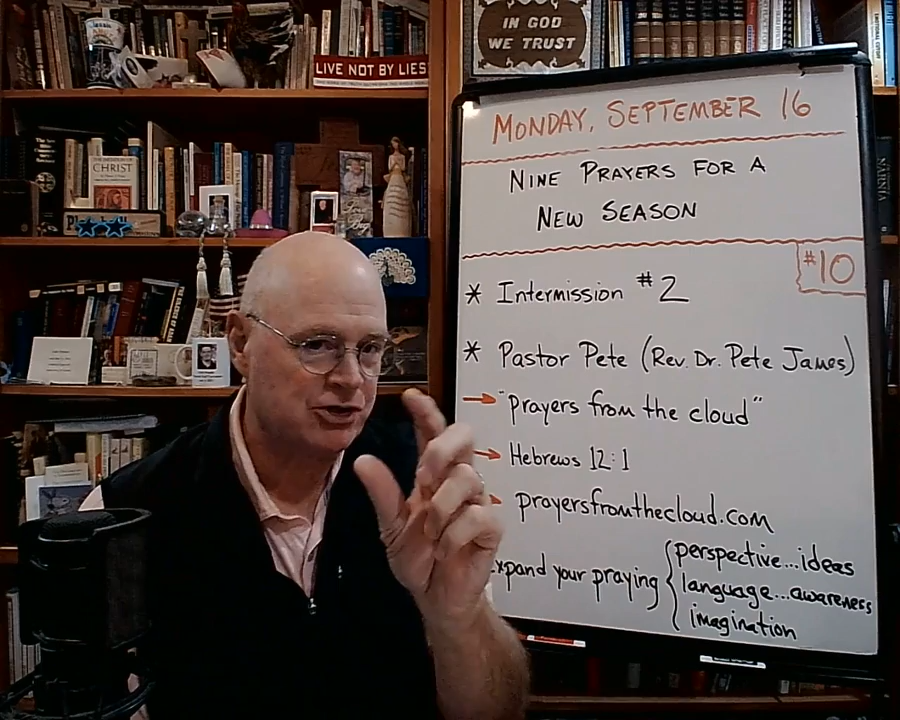 IN GOD
WE TRUST
LIVE NOT BY LIES
CHRIST
NARNIA
MONDAY, SEPTEMBER 16
NINE PRAYERS FOR A
NEW SEASON
#10
* Intermission #2
* Pastor Pete (Rev. Dr. Pete James)
→ "prayers from the cloud"
→ Hebrews 12:1
→ prayersfromthecloud.com
xpand your praying { perspective...ideas
language...awareness
imagination